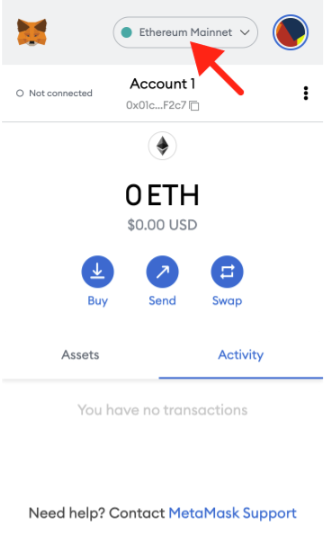 Ethereum Mainnet
Not connected
Account 1
0x01c...F2c7
0 ETH
$0.00 USD
Buy Send Swap
Assets Activity
You have no transactions
Need help? Contact MetaMask Support